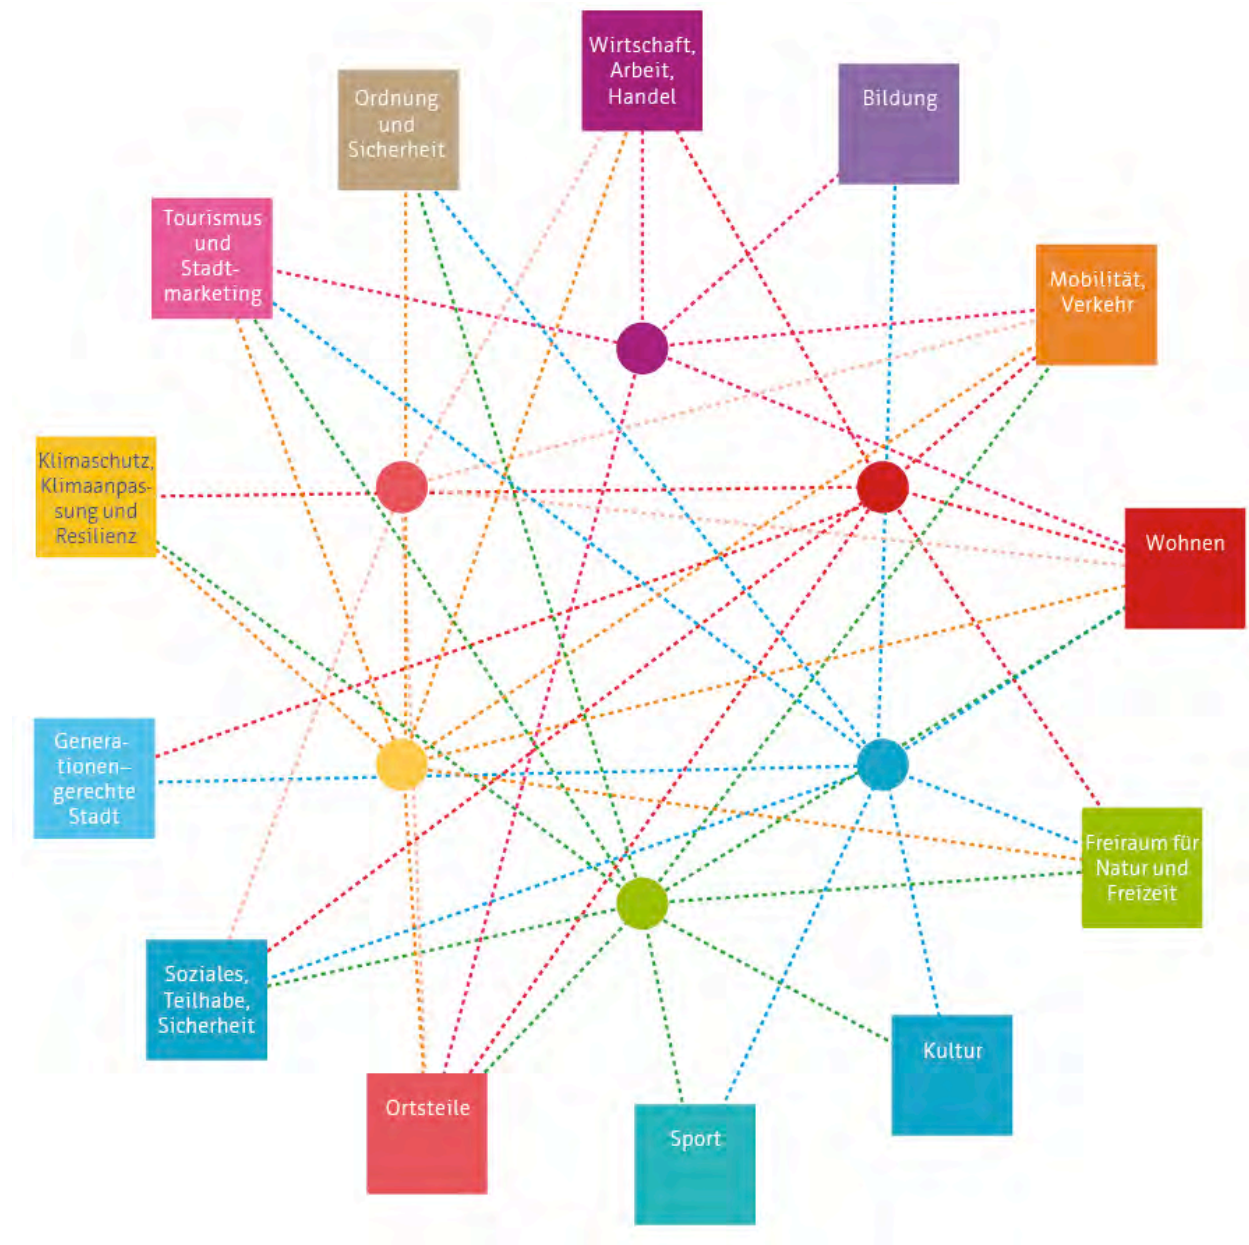 Wirtschaft,
Arbeit,
Handel
Bildung
Ordnung
und
Sicherheit
Tourismus
und
Stadt-
marketing
Mobilität,
Verkehr
Klimaschutz,
Klimaanpas-
sung und
Resilienz
Wohnen
Genera-
tionen–
gerechte
Stadt
Freiraum für
Natur und
Freizeit
Soziales,
Teilhabe,
Sicherheit
Kultur
Ortsteile
Sport